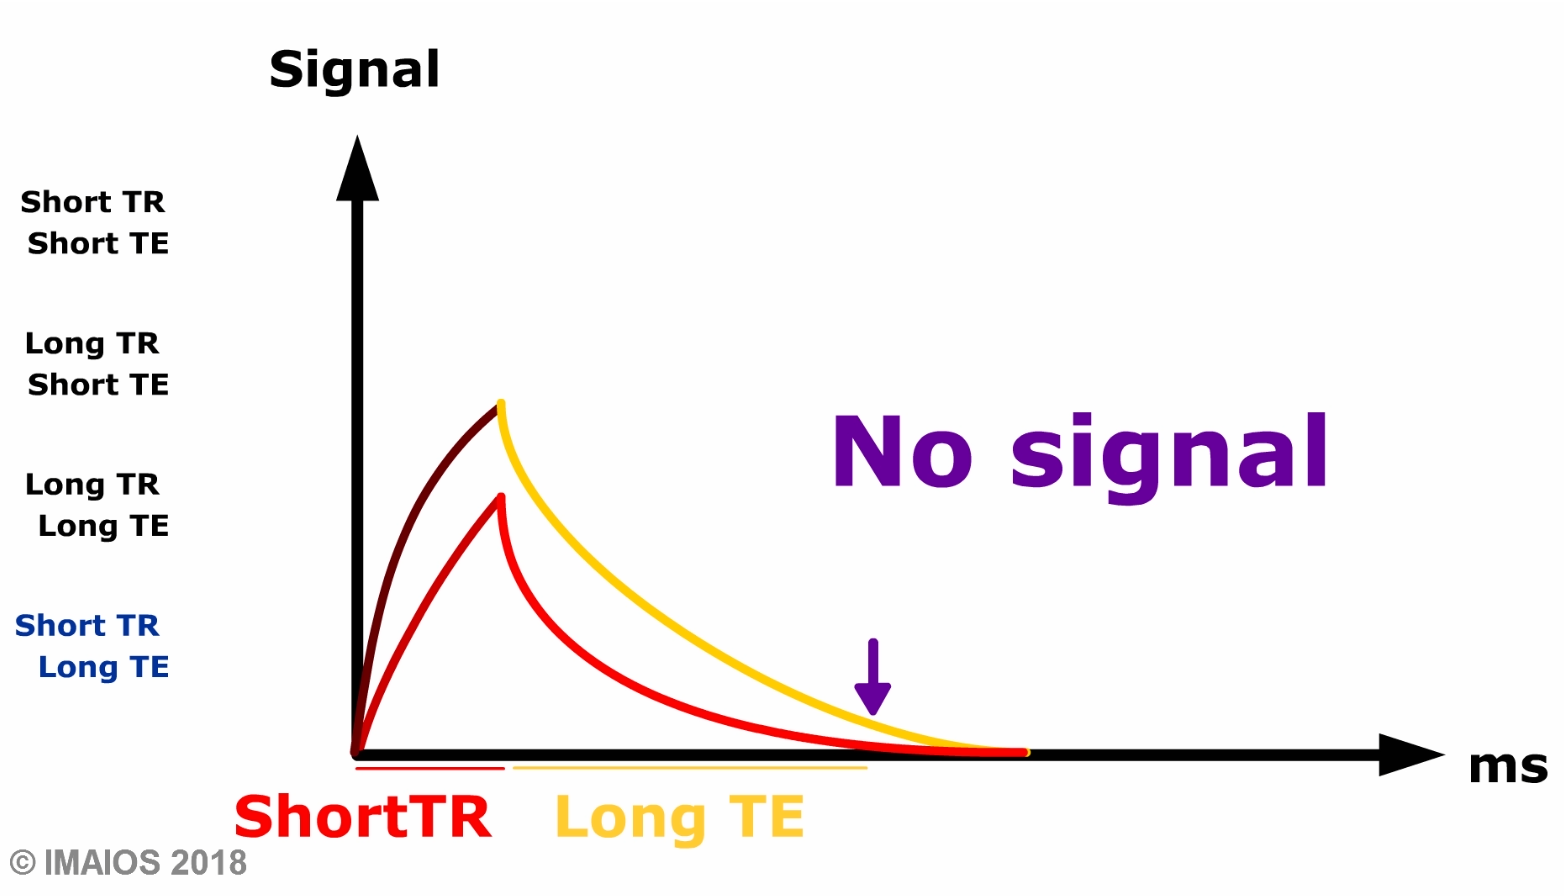 Signal
Short TR
Short TE
Long TR
Short TE
No signal
Long TR
Long TE
Short TR
Long TE
ms
ShortTR
Long TE
© IMAIOS 2018